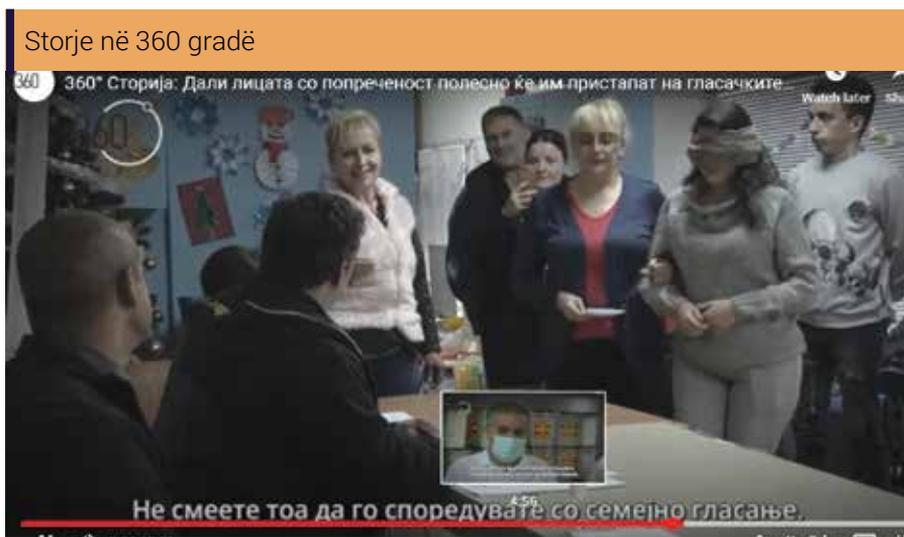 Storje në 360 gradë
360 360° Сторија: Дали лицата со попреченост полесно ќе им пристапат на гласачките...
Watch later
4:56
Не смеете тоа да го споредувате со семејно гласање.